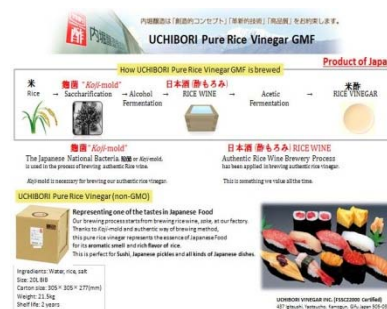 内堀醸造は「創造的コンセプト」「革新的技術」「高品質」をお約束します。
UCHIBORI Pure Rice Vinegar GMF
Product of Japa
How UCHIBORI Pure Rice Vinegar GMF is brewed
米 麹菌 "Koji-mold" 日本酒 (酢もろみ) 米酢
Rice → Saccharification → Alcohol → RICE WINE → Acetic → RICE VINEGAR
Fermentation Fermentation
麹菌 "Koji-mold"
The Japanese National Bacteria, 麹菌 or Koji-mold,
is used in the process of brewing authentic Rice wine.
Koji-mold is necessary for brewing our authentic rice vinegar.
日本酒 (酢もろみ) RICE WINE
Authentic Rice Wine Brewery Process
has been applied in brewing authentic rice vinegar.
This is something we value all the time.
UCHIBORI Pure Rice Vinegar (non-GMO)
Representing one of the tastes in Japanese Food
Our brewing process starts from brewing rice wine, sake, at our factory.
Thanks to Koji-mold and authentic way of brewing method,
this pure rice vinegar represents the essence of Japanese Food
for its aromatic smell and rich flavor of rice.
This is perfect for Sushi, Japanese pickles and all kinds of Japanese dishes.
Ingredients: Water, rice, salt
Size: 20L BIB
Carton size: 305×305×277(mm)
Weight: 21.5kg
Shelf life: 2 years
UCHIBORI VINEGAR INC. (FSSC22000 Certified)